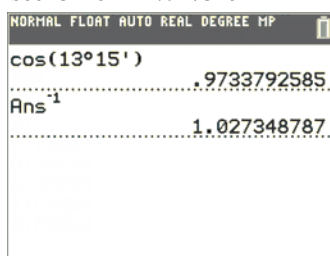 NORMAL FLOAT AUTO REAL DEGREE MP
cos(13°15')
.9733792585
Ans⁻¹
1.027348787